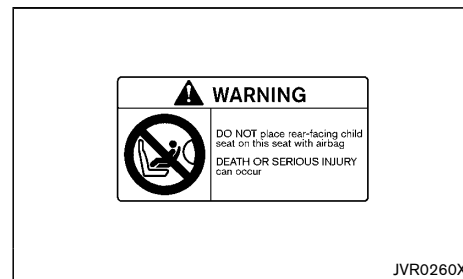 WARNING
DO NOT place rear-facing child
seat on this seat with airbag
DEATH OR SERIOUS INJURY
can occur
JVR0260X